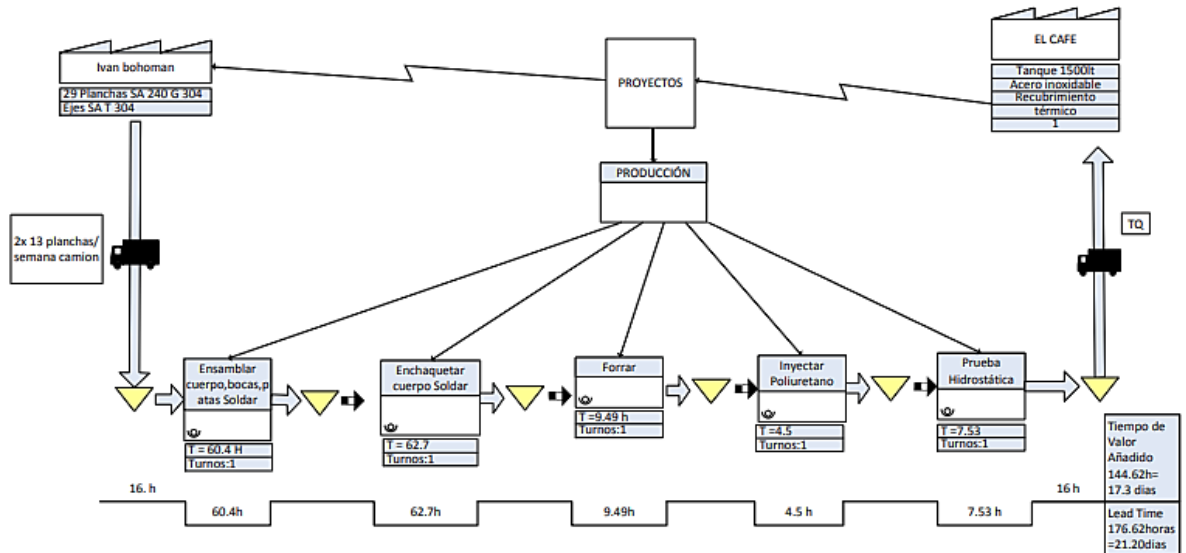 Ivan bohoman
29 Planchas SA 240 G 304
Ejes SA T 304
PROYECTOS
EL CAFE
Tanque 1500lt
Acero inoxidable
Recubrimiento
térmico
1
PRODUCCIÓN
2x 13 planchas/
semana camion
TQ
Ensamblar
cuerpo,bocas,p
atas Soldar
T = 60.4 H
Turnos:1
Enchaquetar
cuerpo Soldar
T = 62.7
Turnos:1
Forrar
T =9.49 h
Turnos:1
Inyectar
Poliuretano
T =4.5
Turnos:1
Prueba
Hidrostática
T =7.53
Turnos:1
16. h
60.4h
62.7h
9.49h
4.5 h
7.53 h
16 h
Tiempo de
Valor
Añadido
144.62h=
17.3 dias
Lead Time
176.62horas
=21.20dias